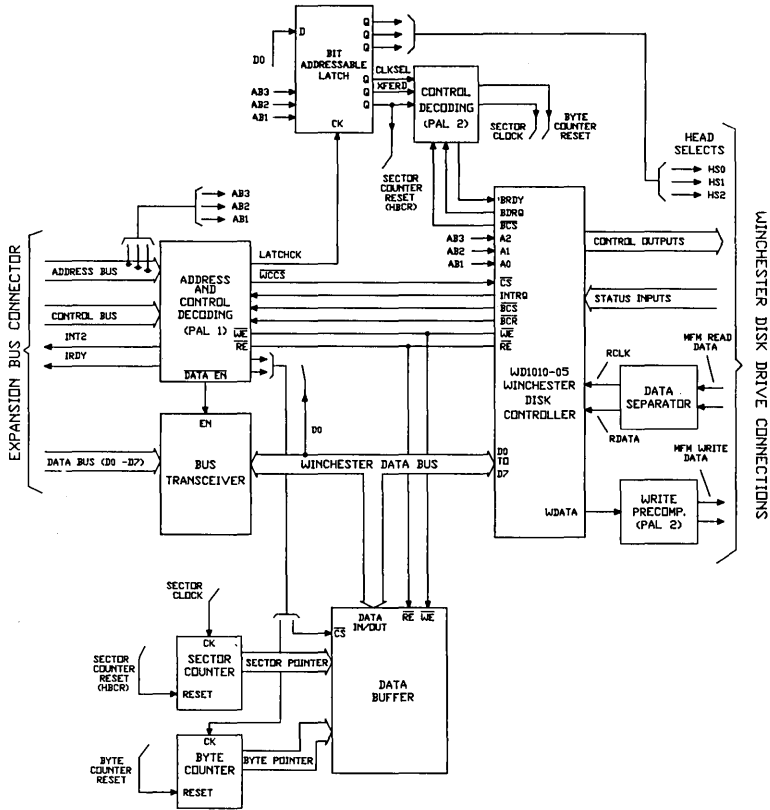 D
Q
Q
Q
BIT
ADDRESSABLE
LATCH
D0
Q
CLKSEL
Q
XFERD
Q
AB3
AB2
AB1
CK
CONTROL
DECODING
(PAL 2)
SECTOR
CLOCK
BYTE
COUNTER
RESET
SECTOR
COUNTER
RESET
(HBCR)
HEAD
SELECTS
HS0
HS1
HS2
AB3
AB2
AB1
EXPANSION BUS CONNECTOR
ADDRESS BUS
CONTROL BUS
INT2
IRDY
ADDRESS
AND
CONTROL
DECODING
(PAL 1)
WE
RE
DATA EN
LATCHCK
WCCS
BRDY
BDRQ
BCS
AB3
A2
AB2
A1
AB1
A0
CS
INTRQ
BCS
BCR
WE
RE
WD1010-05
WINCHESTER
DISK
CONTROLLER
D0
TO
D7
WDATA
CONTROL OUTPUTS
STATUS INPUTS
RCLK
RDATA
MFM READ
DATA
DATA
SEPARATOR
MFM WRITE
DATA
WRITE
PRECOMP.
(PAL 2)
WINCHESTER DISK DRIVE CONNECTIONS
DATA BUS (D0 -D7)
EN
BUS
TRANSCEIVER
D0
WINCHESTER DATA BUS
SECTOR
CLOCK
CK
SECTOR
COUNTER
RESET
SECTOR
COUNTER
RESET
(HBCR)
SECTOR POINTER
CS
DATA
IN/OUT
RE
WE
DATA
BUFFER
CK
BYTE
COUNTER
RESET
BYTE
COUNTER
RESET
BYTE POINTER